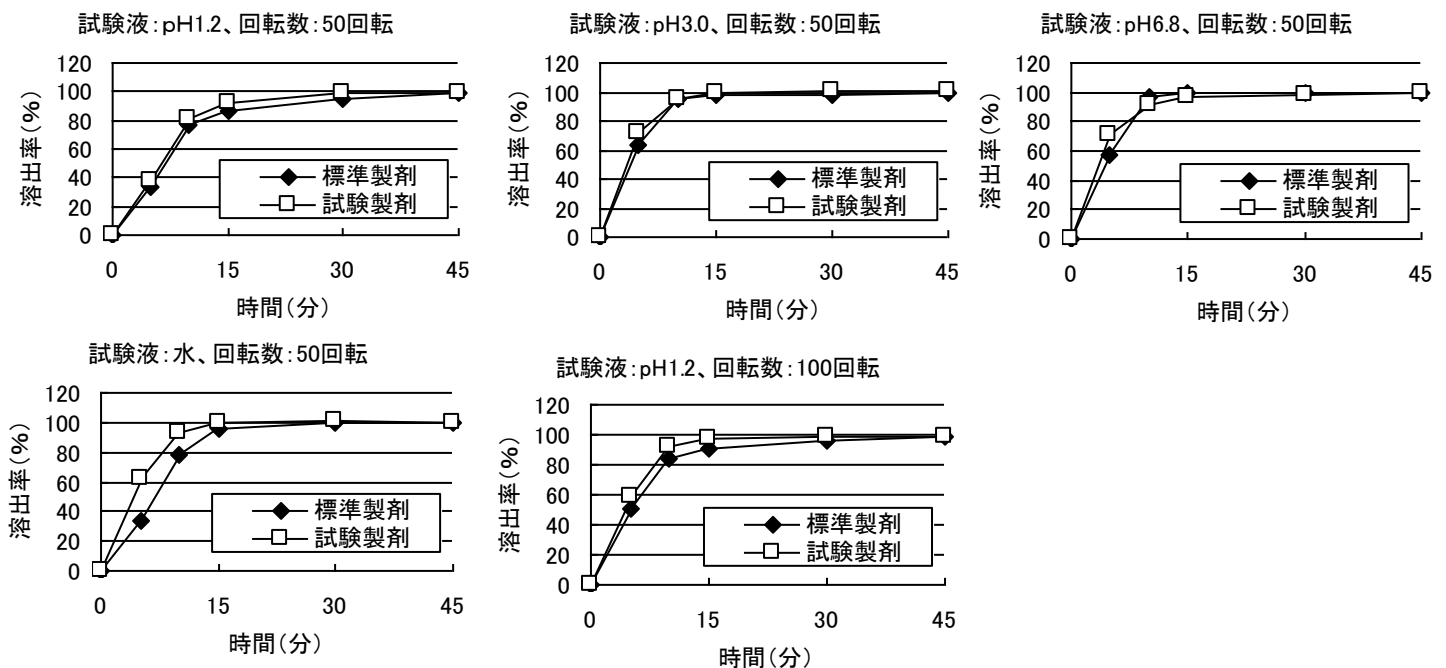 試験液：pH1.2、回転数：50回転
溶出率（％）
120
100
80
60
40
20
0
標準製剤
試験製剤
0 15 30 45
時間（分）
試験液：pH3.0、回転数：50回転
溶出率（％）
120
100
80
60
40
20
0
標準製剤
試験製剤
0 15 30 45
時間（分）
試験液：pH6.8、回転数：50回転
溶出率（％）
120
100
80
60
40
20
0
標準製剤
試験製剤
0 15 30 45
時間（分）
試験液：水、回転数：50回転
溶出率（％）
120
100
80
60
40
20
0
標準製剤
試験製剤
0 15 30 45
時間（分）
試験液：pH1.2、回転数：100回転
溶出率（％）
120
100
80
60
40
20
0
標準製剤
試験製剤
0 15 30 45
時間（分）